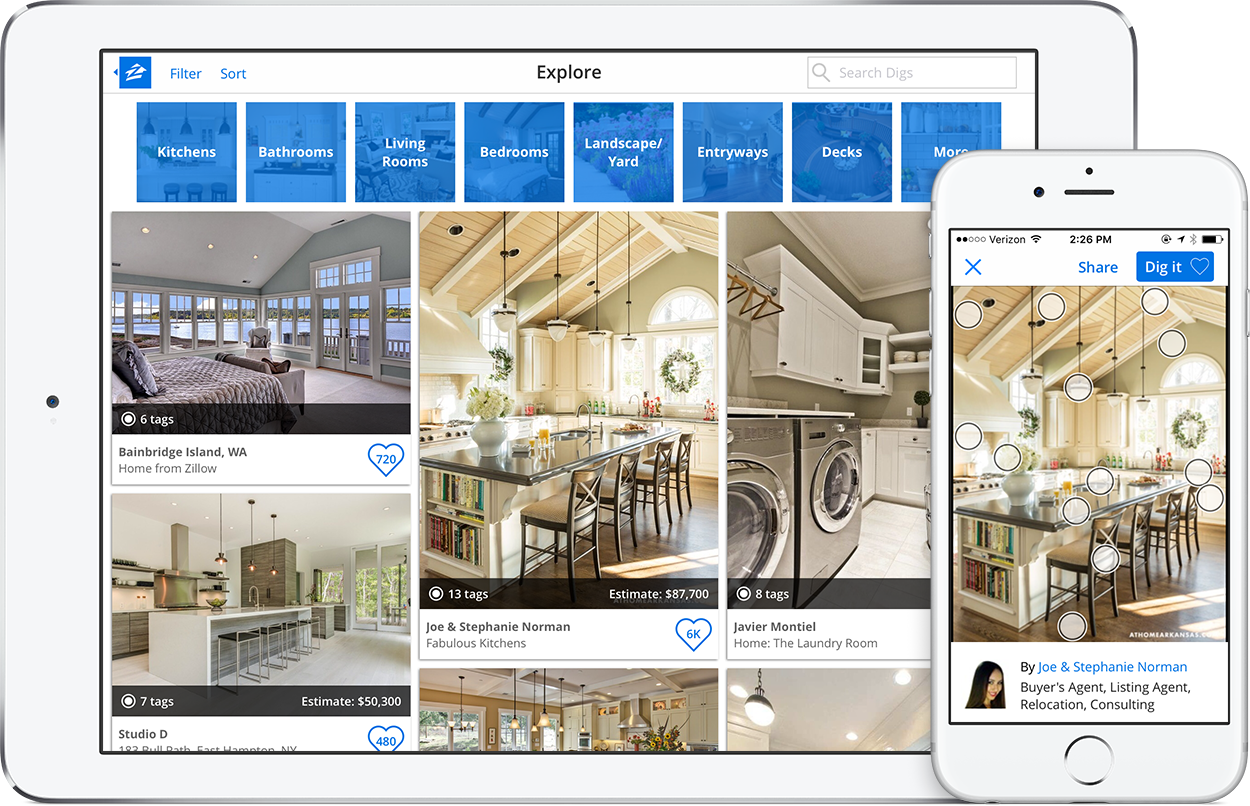 Filter Sort Explore Search Digs
Kitchens
Bathrooms
Living
Rooms
Bedrooms
Landscape/
Yard
Entryways
Decks
More
6 tags
Bainbridge Island, WA
Home from Zillow
720
7 tags Estimate: $50,300
Studio D
183 Bull Path, East Hampton, NY
480
13 tags Estimate: $87,700
Joe & Stephanie Norman
Fabulous Kitchens
6K
8 tags
Javier Montiel
Home: The Laundry Room
Verizon 2:26 PM
Share Dig it
ATHOMEARKANSAS.C
By Joe & Stephanie Norman
Buyer's Agent, Listing Agent,
Relocation, Consulting